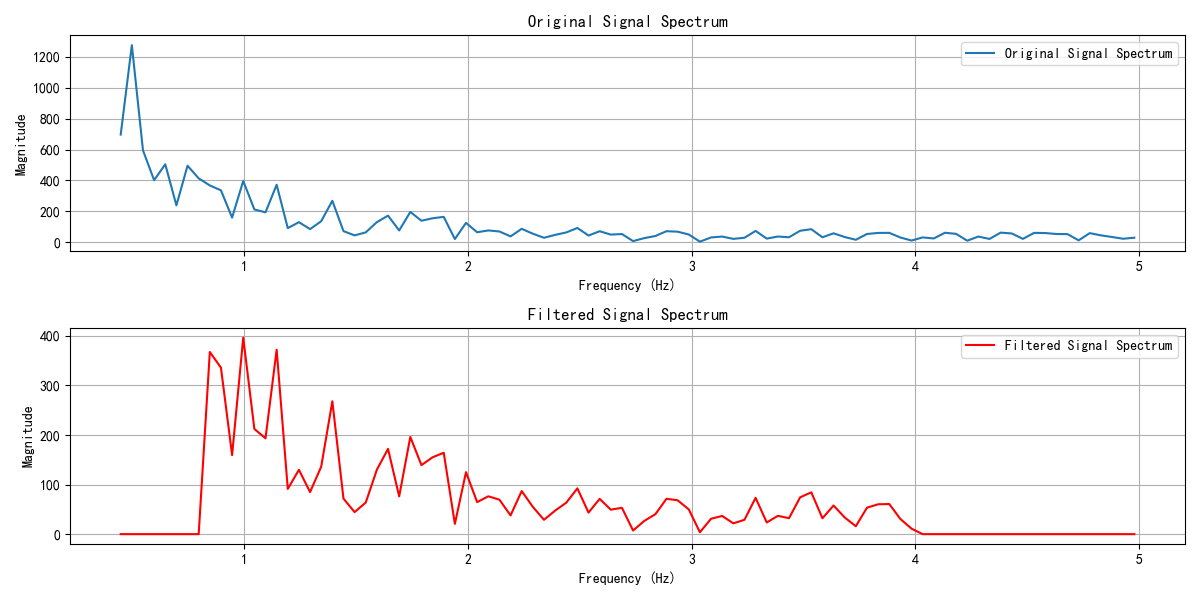 Original Signal Spectrum
1200
1000
800
600
400
200
0
Magnitude
Original Signal Spectrum
1 2 3 4 5
Frequency (Hz)
Filtered Signal Spectrum
400
300
200
100
0
Magnitude
Filtered Signal Spectrum
1 2 3 4 5
Frequency (Hz)